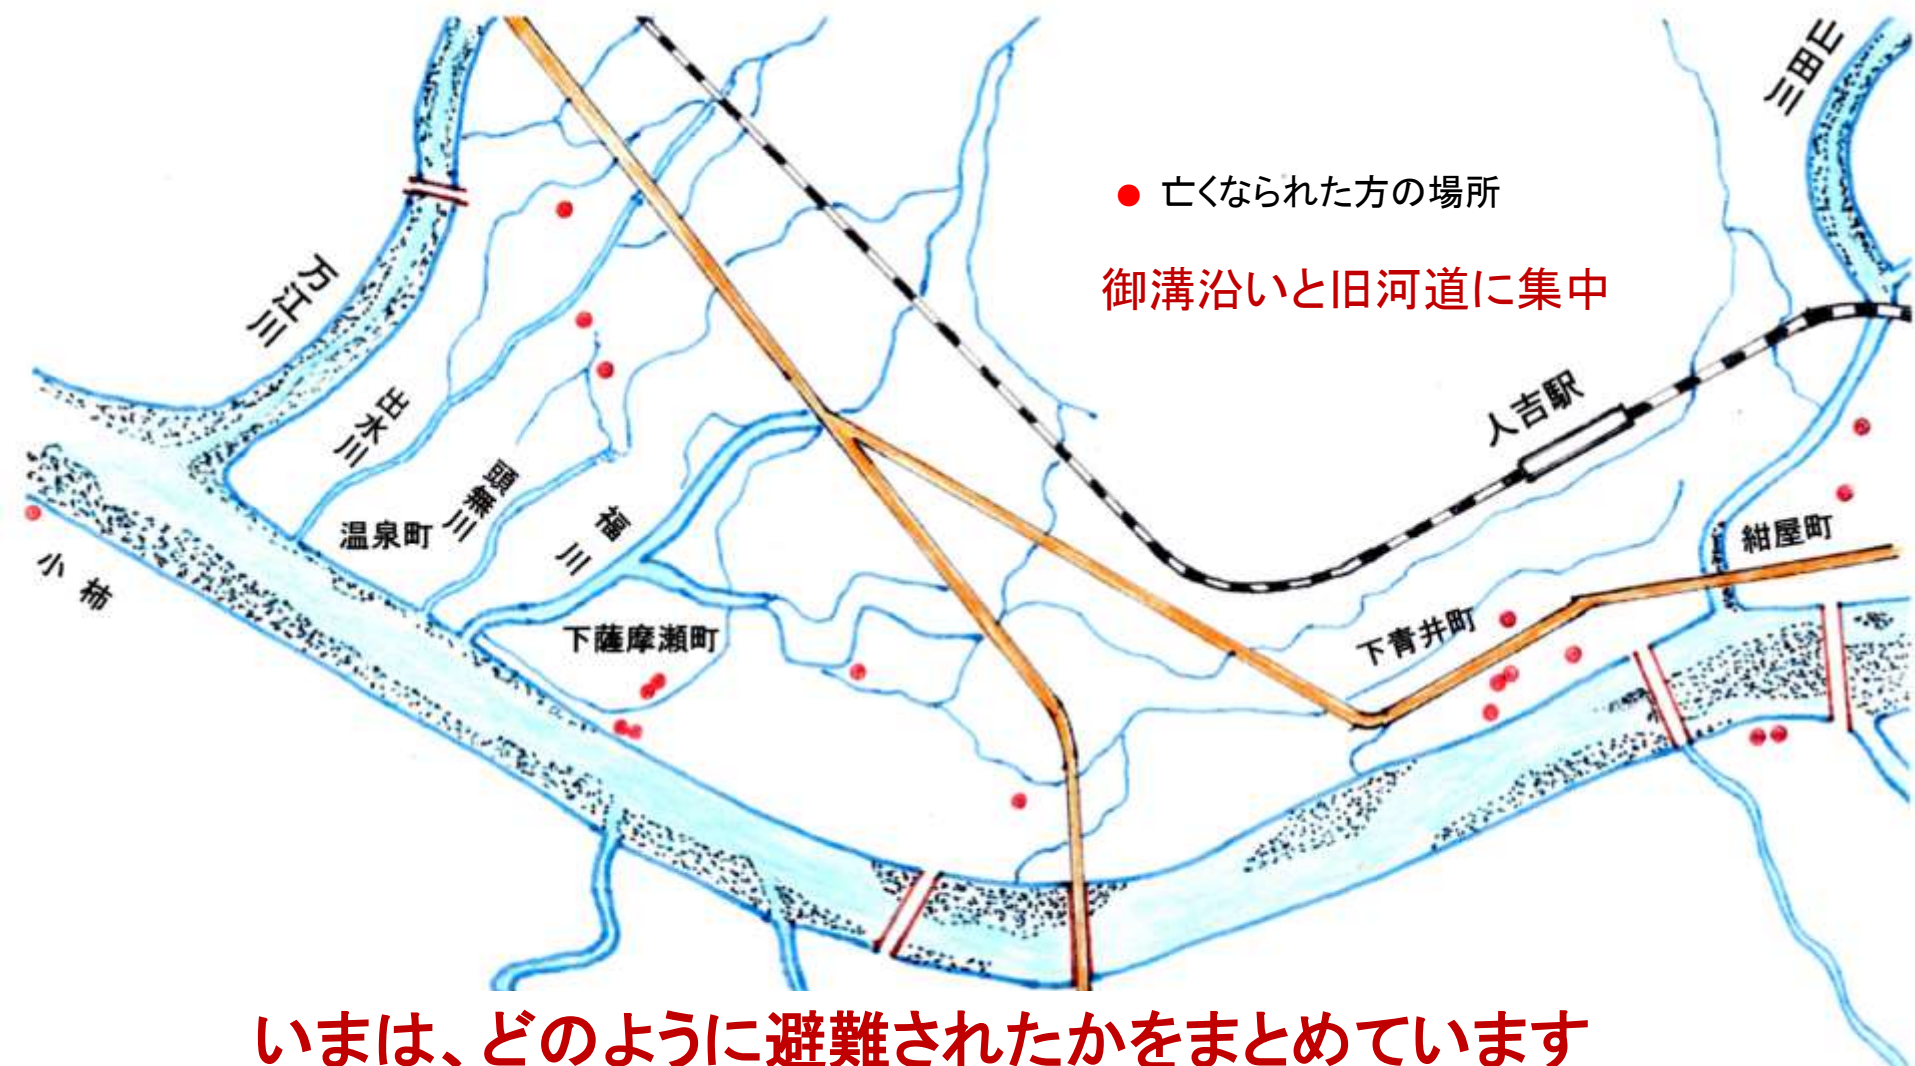 山田川
● 亡くなられた方の場所
御溝沿いと旧河道に集中
万江川
人吉駅
出水川
頭無川
福川
温泉町
紺屋町
小柿
下薩摩瀬町
下青井町
いまは、どのように避難されたかをまとめています